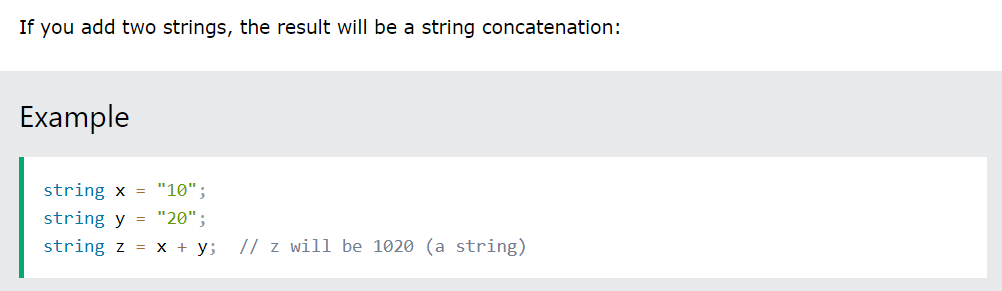 If you add two strings, the result will be a string concatenation:
Example
string x = "10";
string y = "20";
string z = x + y;  // z will be 1020 (a string)